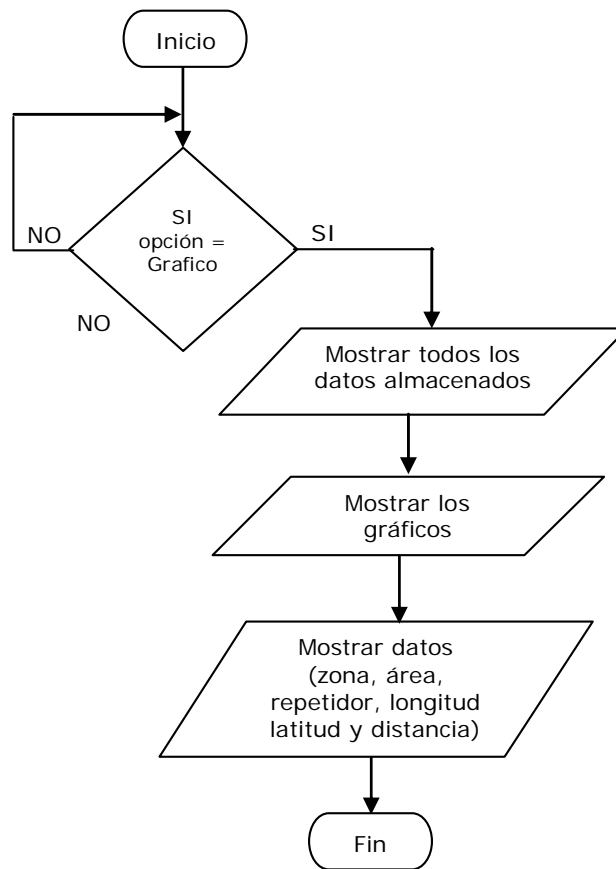 Inicio
SI
opción =
Grafico
NO
SI
NO
Mostrar todos los
datos almacenados
Mostrar los
gráficos
Mostrar datos
(zona, área,
repetidor, longitud
latitud y distancia)
Fin